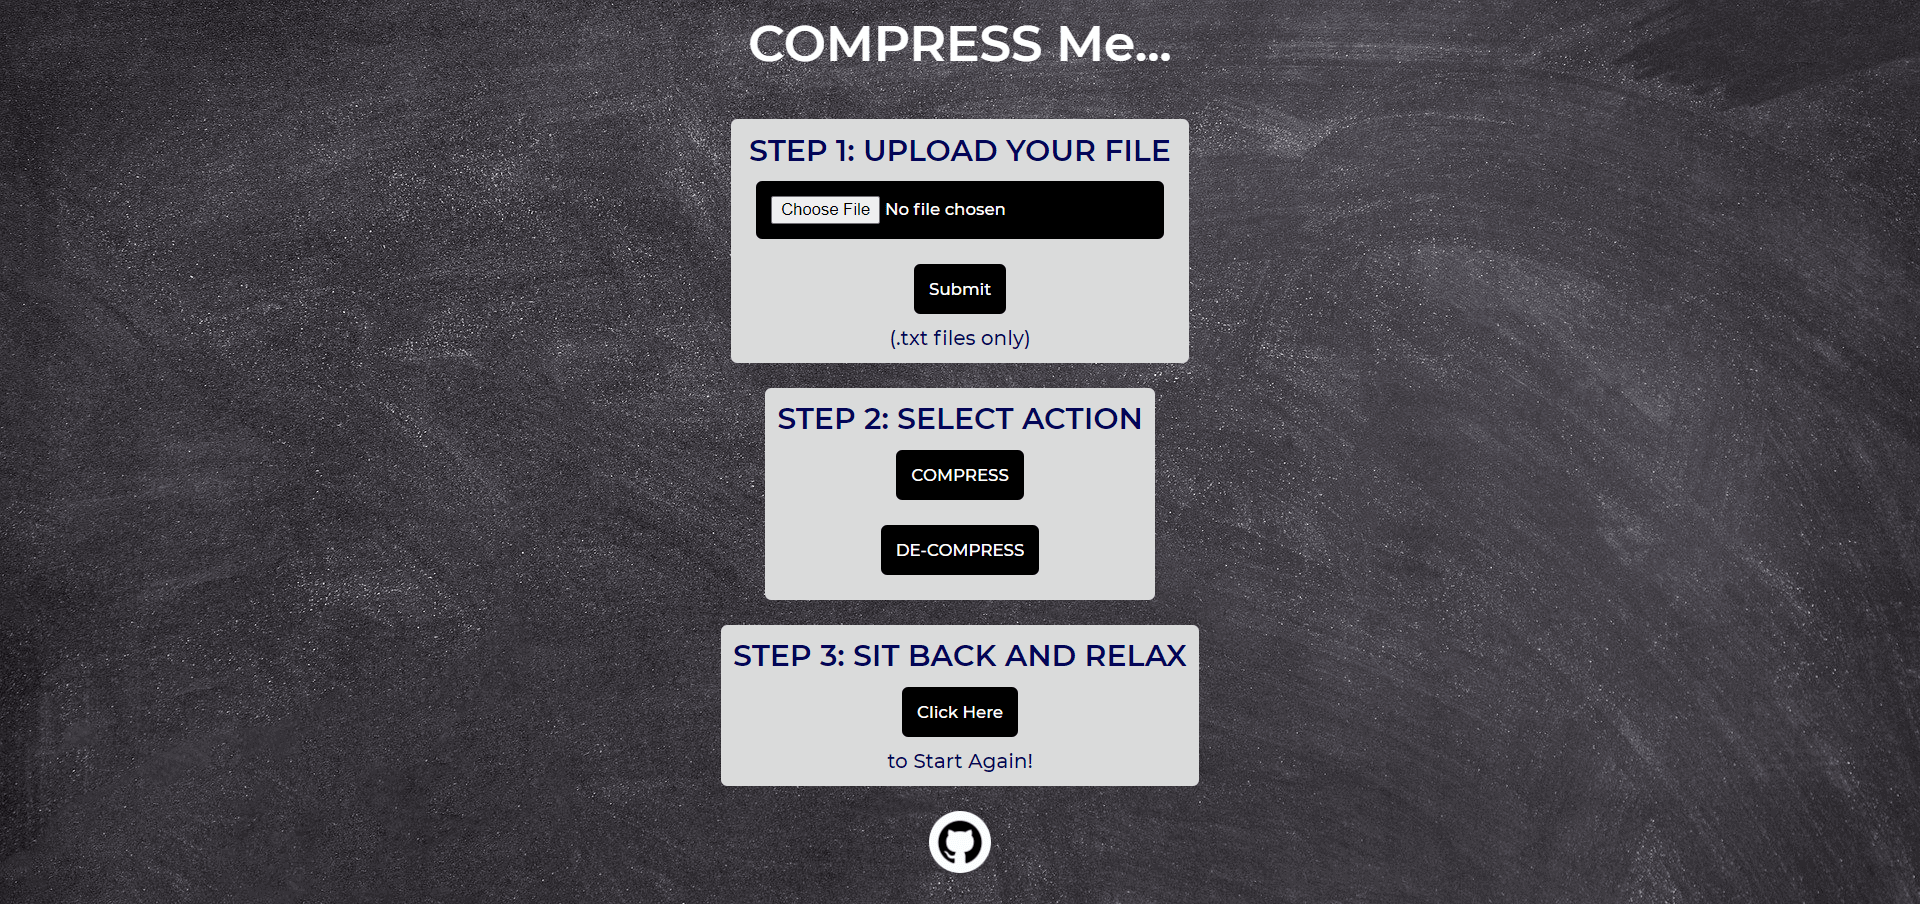 COMPRESS Me...
STEP 1: UPLOAD YOUR FILE
Choose File No file chosen
Submit
(.txt files only)
STEP 2: SELECT ACTION
COMPRESS
DE-COMPRESS
STEP 3: SIT BACK AND RELAX
Click Here
to Start Again!